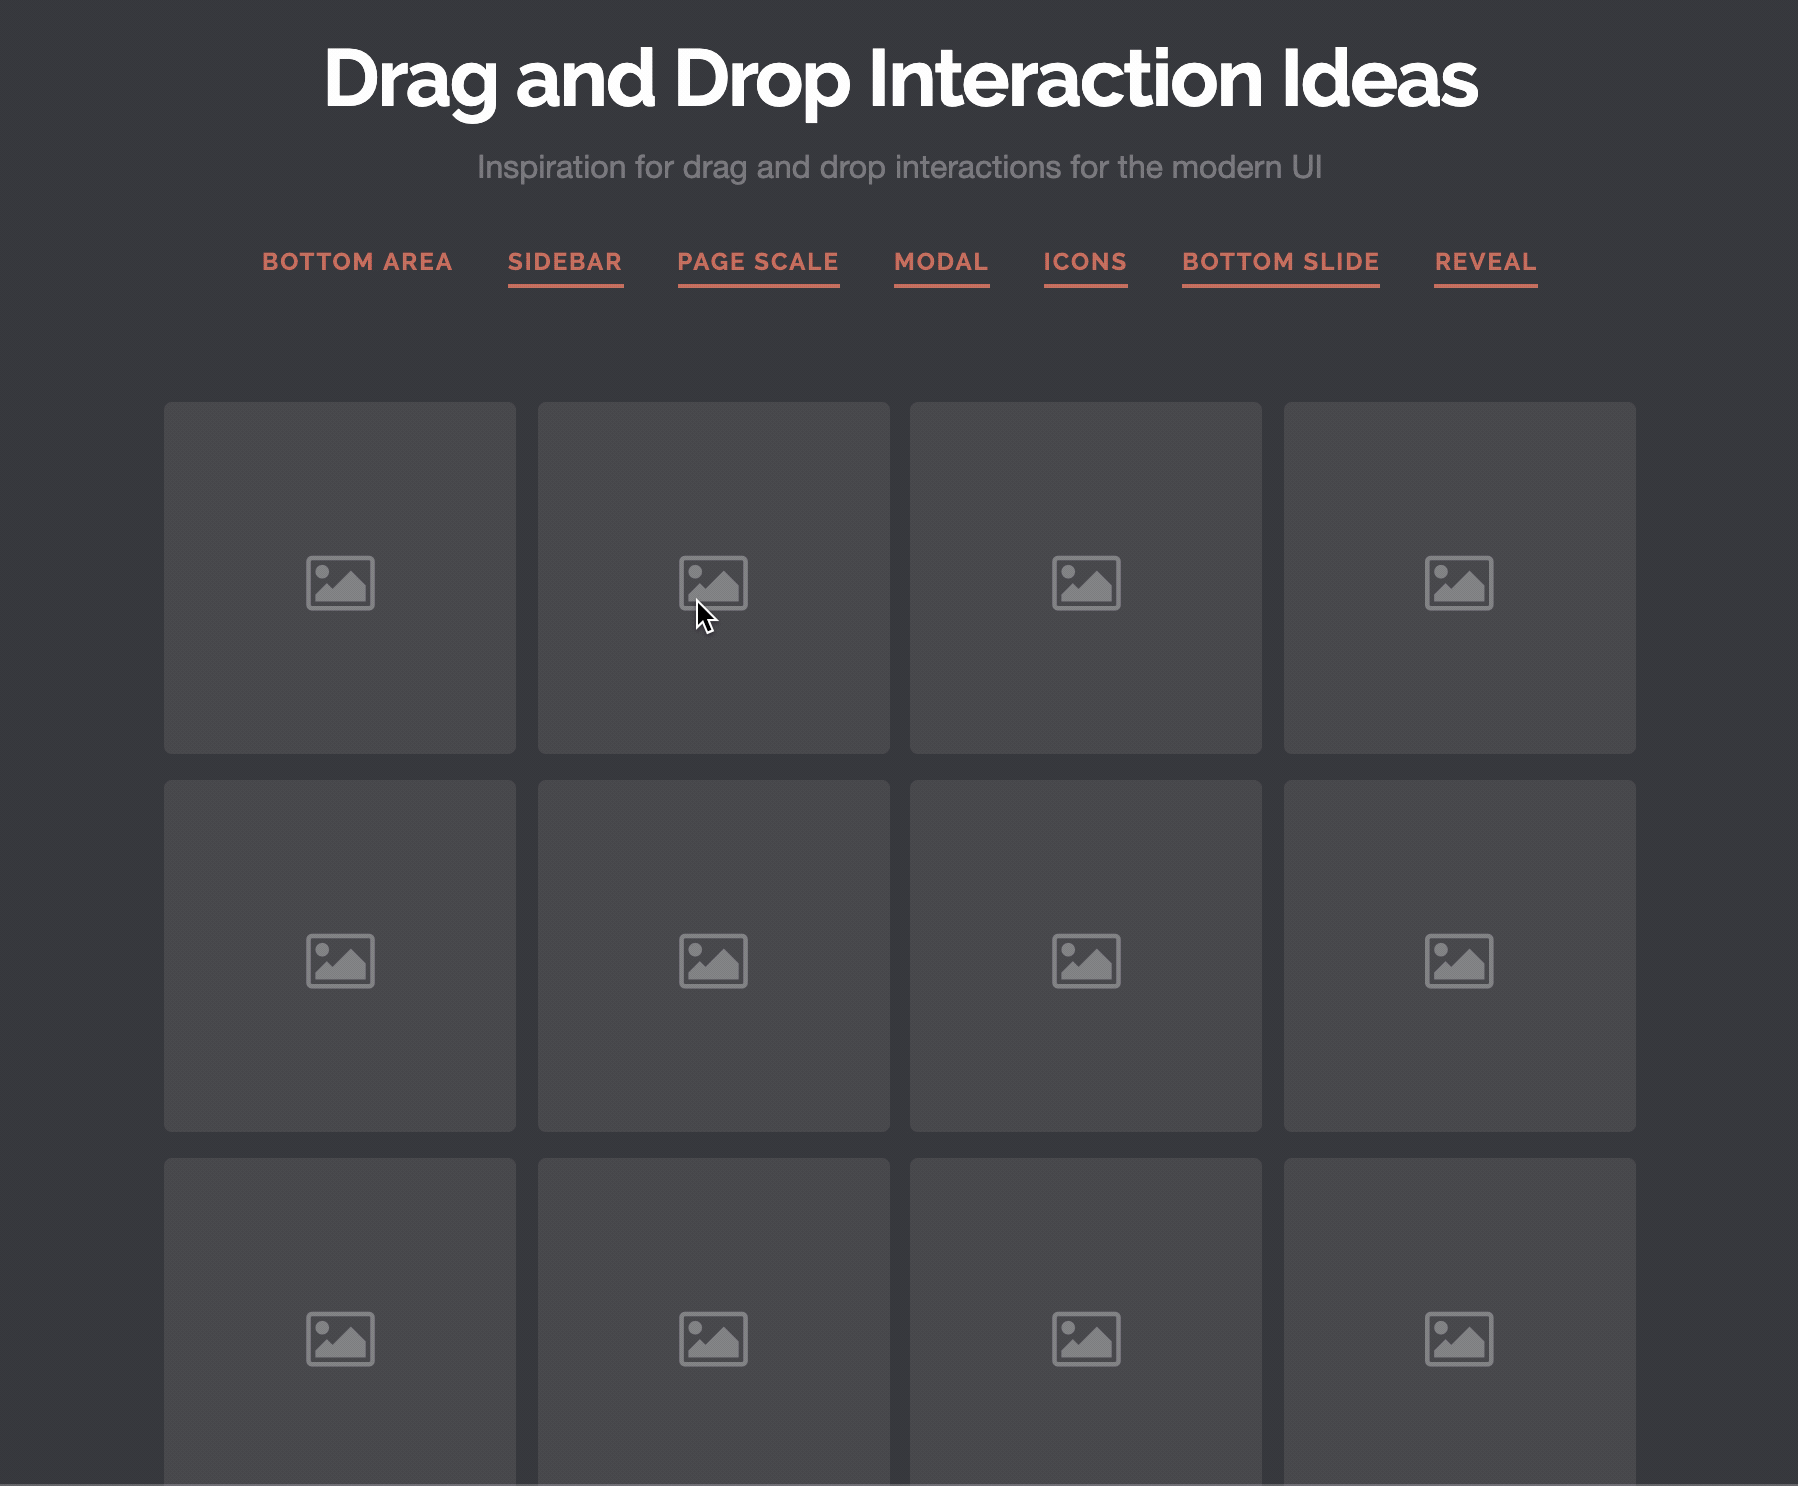 Drag and Drop Interaction Ideas
Inspiration for drag and drop interactions for the modern UI
BOTTOM AREA SIDEBAR PAGE SCALE MODAL ICONS BOTTOM SLIDE REVEAL